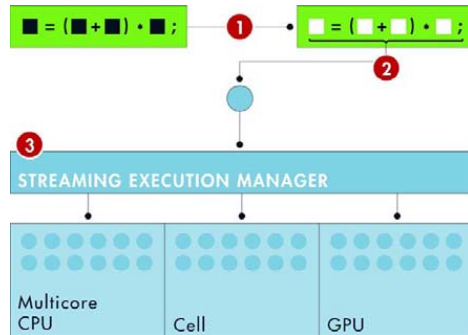 ■ = (■+■) • ■ ;
1
□ = (□+□) • □ ;
2
3
STREAMING EXECUTION MANAGER
Multicore
CPU
Cell
GPU